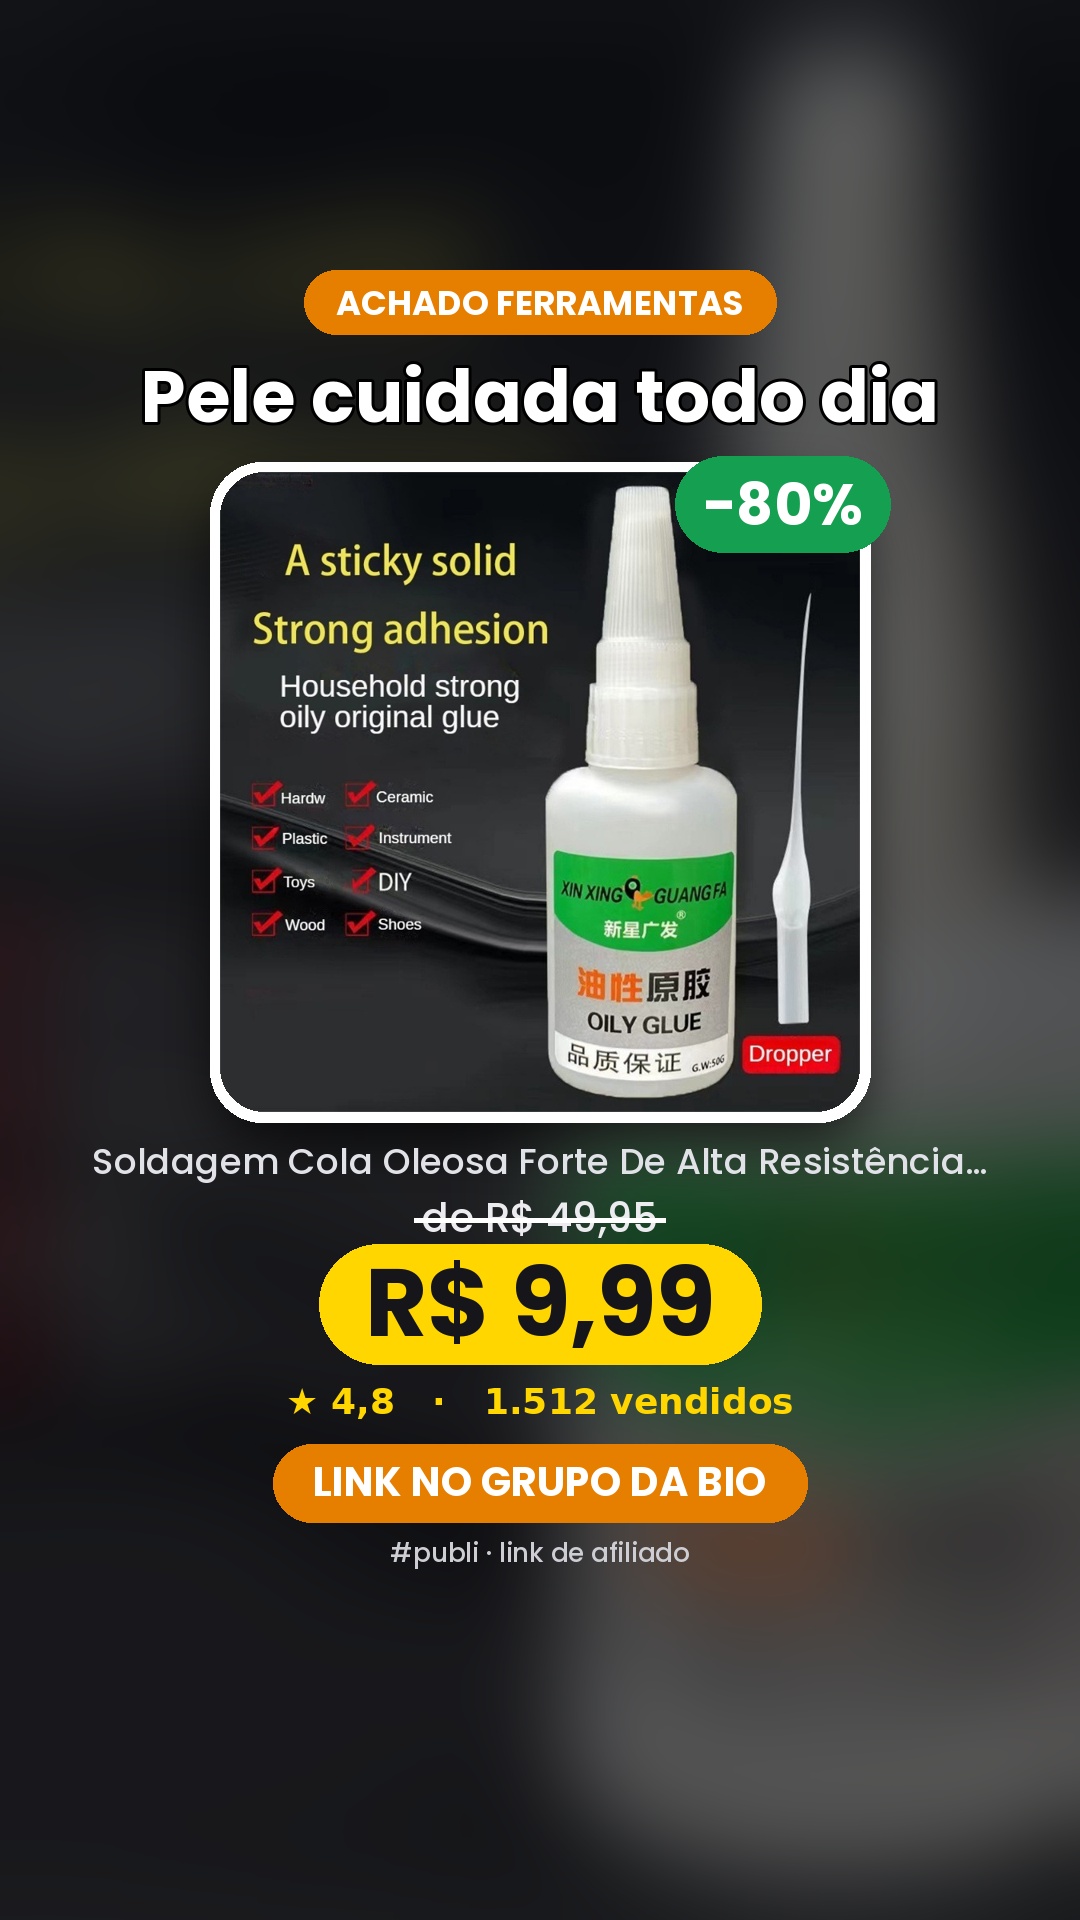 ACHADO FERRAMENTAS
Pele cuidada todo dia
-80%
A sticky solid
Strong adhesion
Household strong
oily original glue
Hardw Ceramic
Plastic Instrument
Toys DIY
Wood Shoes
XIN XING GUANG FA
新星广发®
油性原胶
OILY GLUE
品质保证 G.W:50G
Dropper
Soldagem Cola Oleosa Forte De Alta Resistência...
de R$ 49,95
R$ 9,99
★ 4,8 · 1.512 vendidos
LINK NO GRUPO DA BIO
#publi · link de afiliado